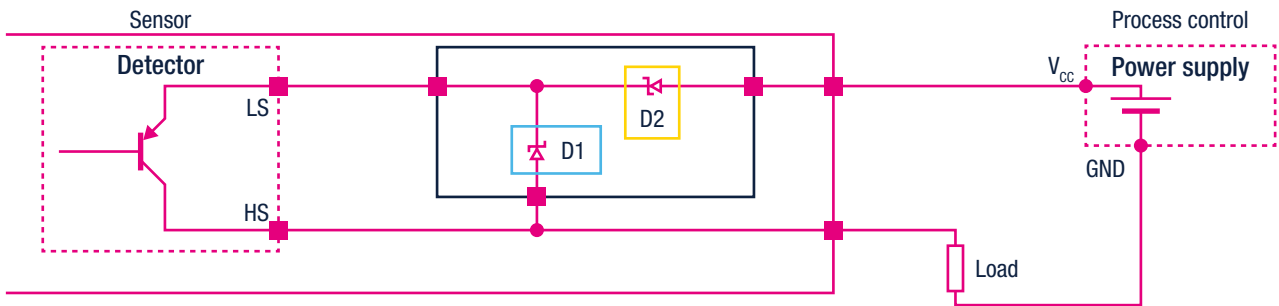 Sensor
Process control
Detector
Power supply
V_CC
LS
D2
D1
GND
HS
Load